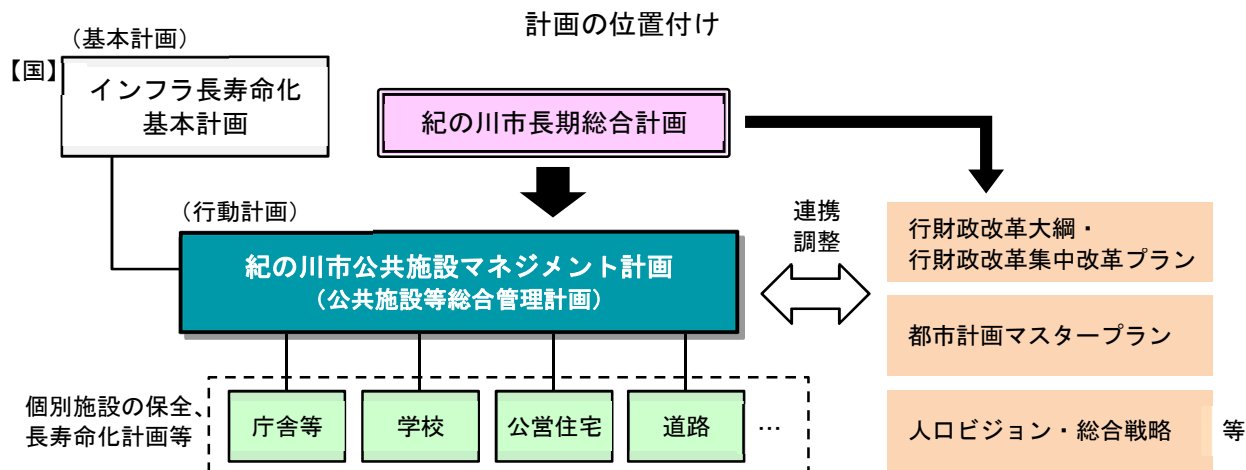 計画の位置付け
（基本計画）
【国】
インフラ長寿命化
基本計画
紀の川市長期総合計画
（行動計画）
紀の川市公共施設マネジメント計画
（公共施設等総合管理計画）
連携
調整
行財政改革大綱・
行財政改革集中改革プラン
都市計画マスタープラン
人口ビジョン・総合戦略
等
個別施設の保全、
長寿命化計画等
庁舎等
学校
公営住宅
道路
…